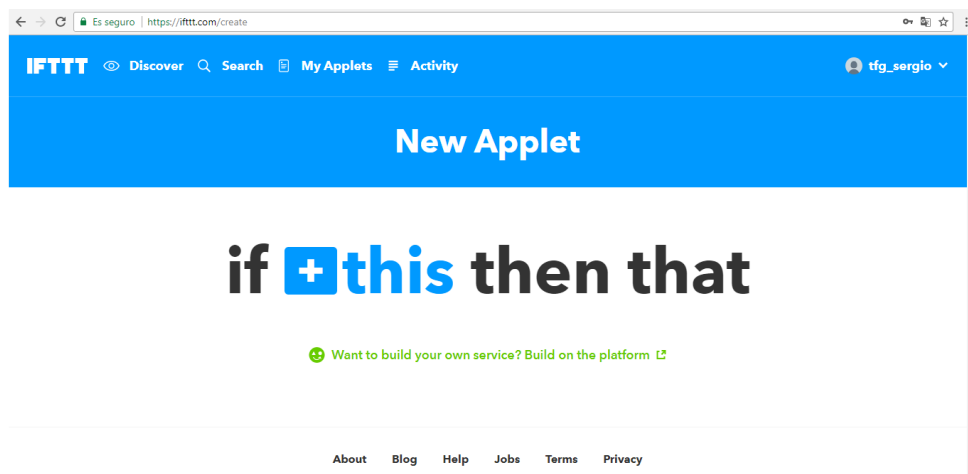 Es seguro https://ifttt.com/create
IFTTT Discover Search My Applets Activity tfg_sergio
New Applet
if + this then that
Want to build your own service? Build on the platform
About Blog Help Jobs Terms Privacy